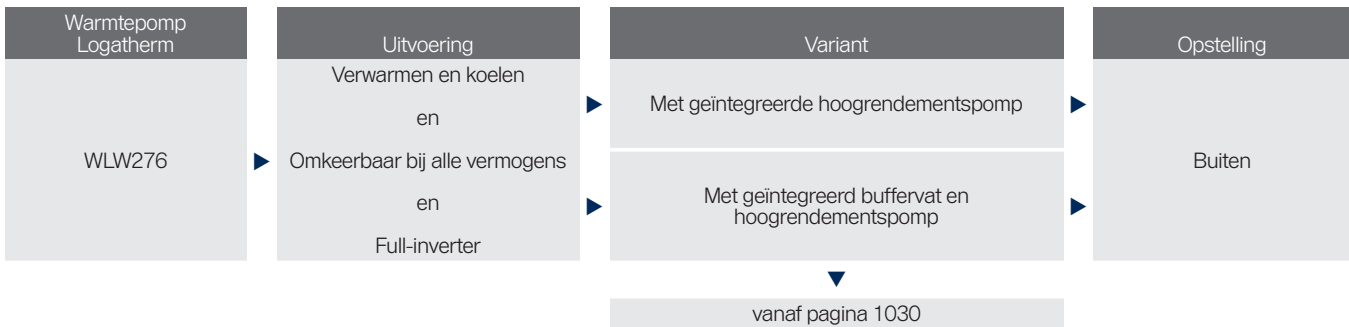 Warmtepomp
Logatherm
WLW276
Uitvoering
Verwarmen en koelen
en
Omkeerbaar bij alle vermogens
en
Full-inverter
Variant
Met geïntegreerde hoogrendementspomp
Met geïntegreerd buffervat en
hoogrendementspomp
vanaf pagina 1030
Opstelling
Buiten